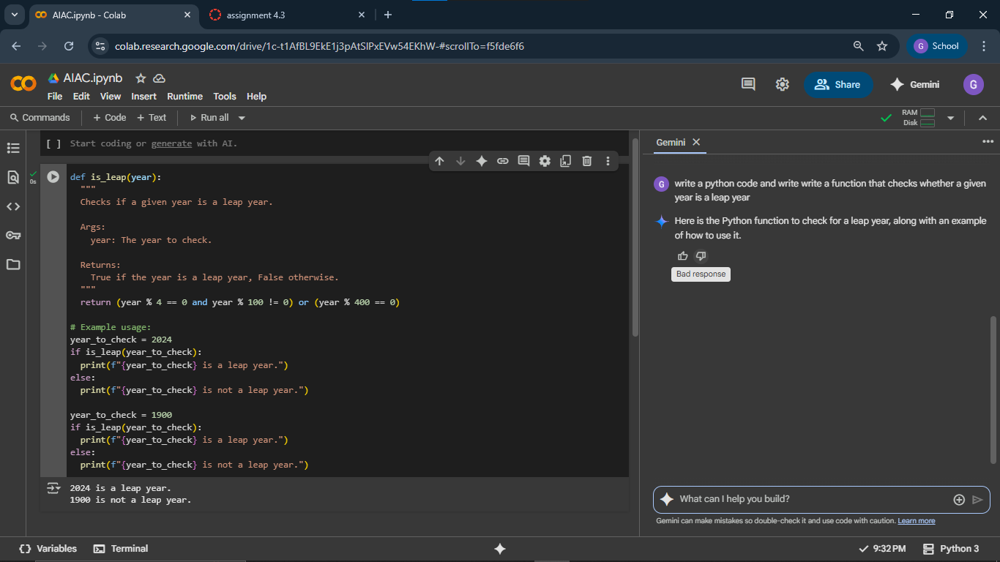 AIAC.ipynb - Colab
assignment 4.3
colab.research.google.com/drive/1c-t1AfBL9EkE1j3pAtSlPxEVw54EKhW-#scrollTo=f5fde6f6
G School
AIAC.ipynb
File Edit View Insert Runtime Tools Help
Share
Gemini
G
Commands + Code + Text Run all
RAM
Disk
[ ] Start coding or generate with AI.
0s
def is_leap(year):
  """
  Checks if a given year is a leap year.

  Args:
    year: The year to check.

  Returns:
    True if the year is a leap year, False otherwise.
  """
  return (year % 4 == 0 and year % 100 != 0) or (year % 400 == 0)

# Example usage:
year_to_check = 2024
if is_leap(year_to_check):
  print(f"{year_to_check} is a leap year.")
else:
  print(f"{year_to_check} is not a leap year.")

year_to_check = 1900
if is_leap(year_to_check):
  print(f"{year_to_check} is a leap year.")
else:
  print(f"{year_to_check} is not a leap year.")
2024 is a leap year.
1900 is not a leap year.
Gemini
G
write a python code and write write a function that checks whether a given
year is a leap year
Here is the Python function to check for a leap year, along with an example
of how to use it.
Bad response
What can I help you build?
Gemini can make mistakes so double-check it and use code with caution. Learn more
{} Variables Terminal
9:32 PM Python 3